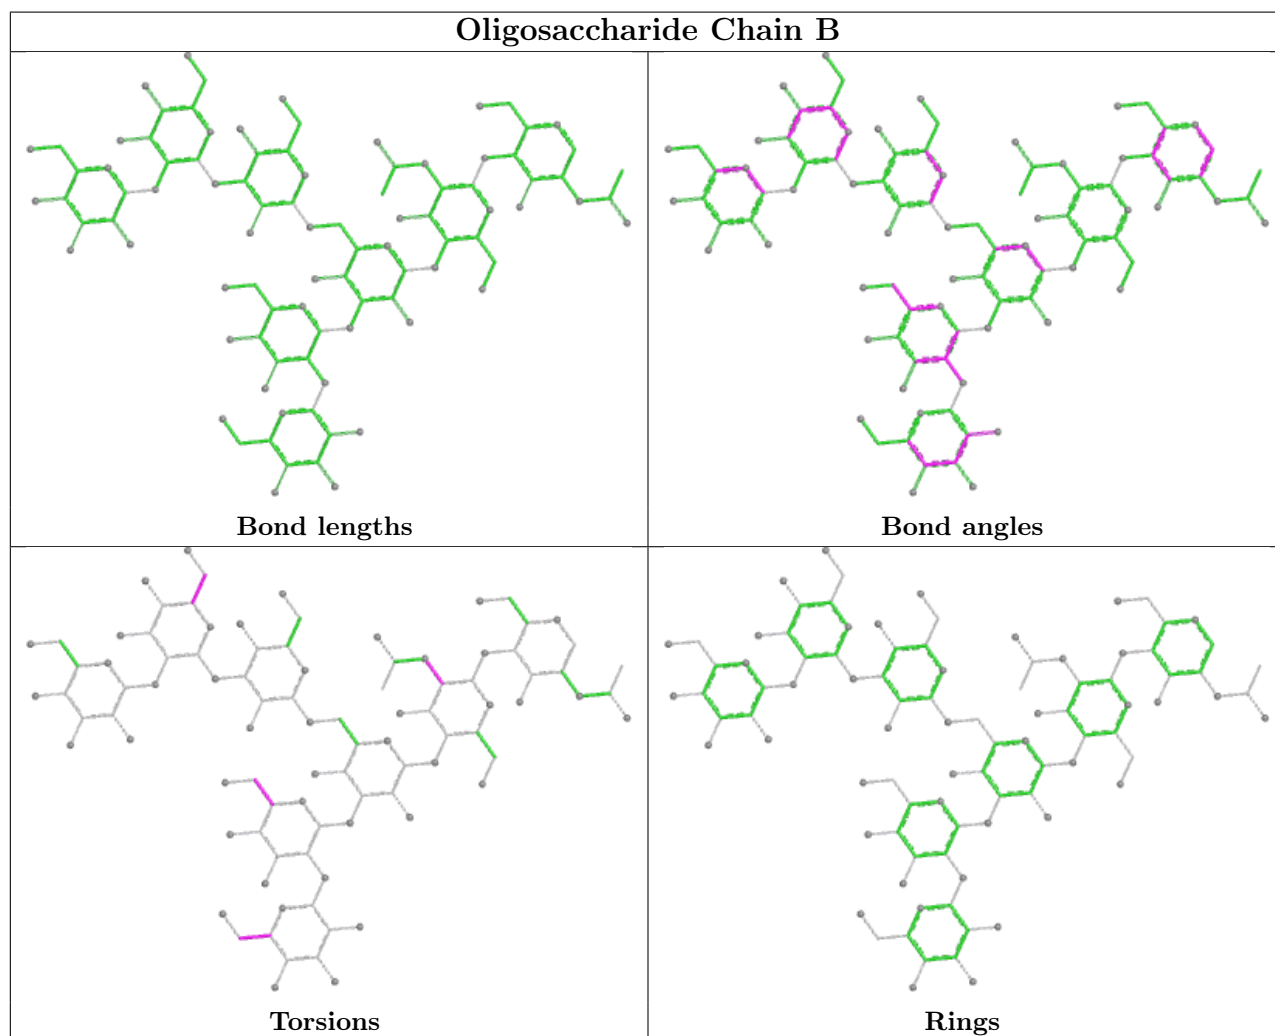 Oligosaccharide Chain B
Bond lengths
Bond angles
Torsions
Rings